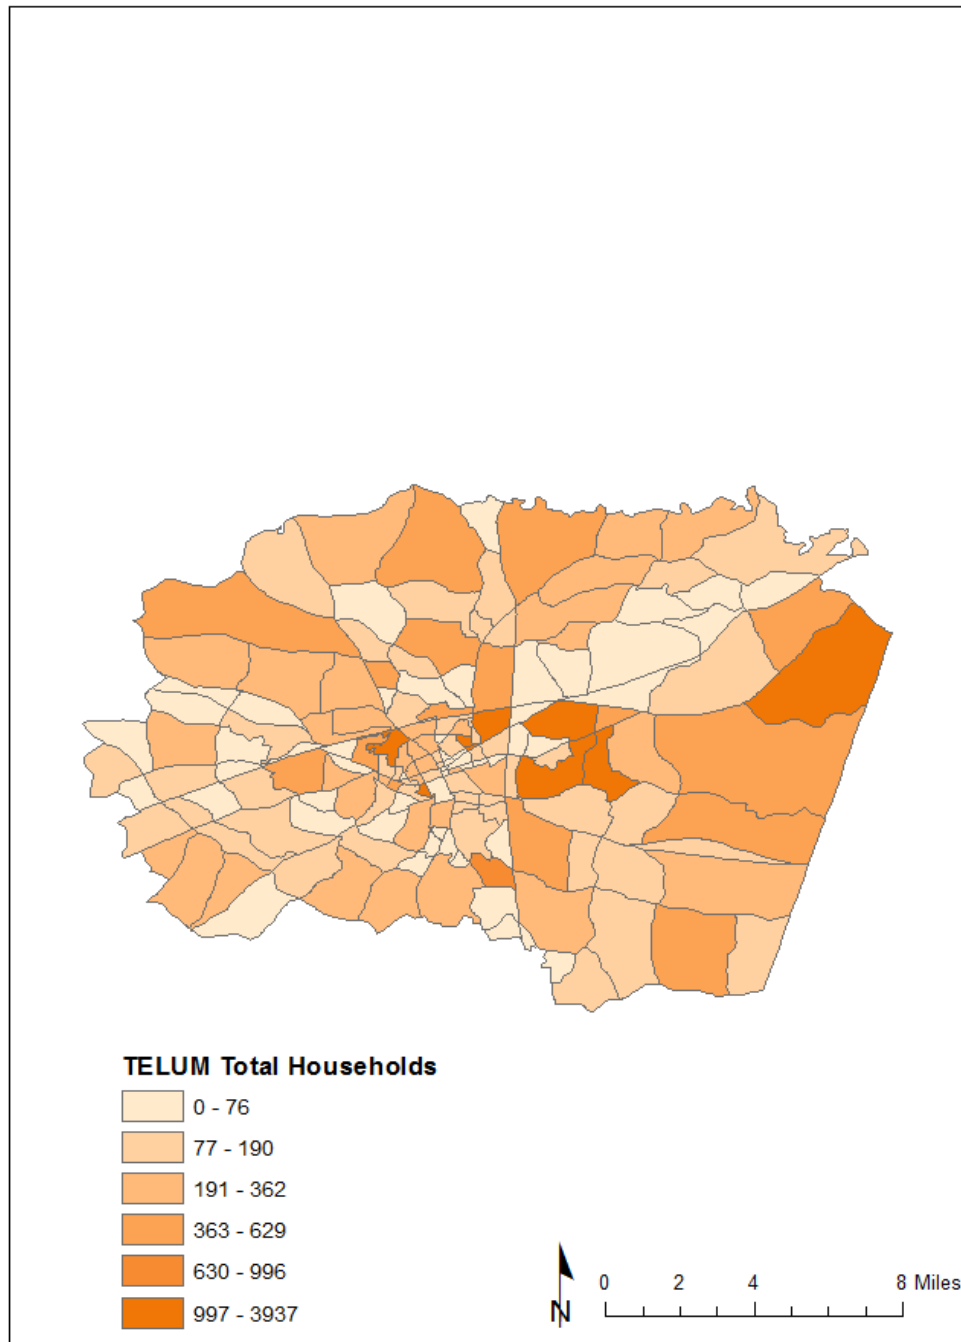 TELUM Total Households
0 - 76
77 - 190
191 - 362
363 - 629
630 - 996
997 - 3937
N
0 2 4 8 Miles